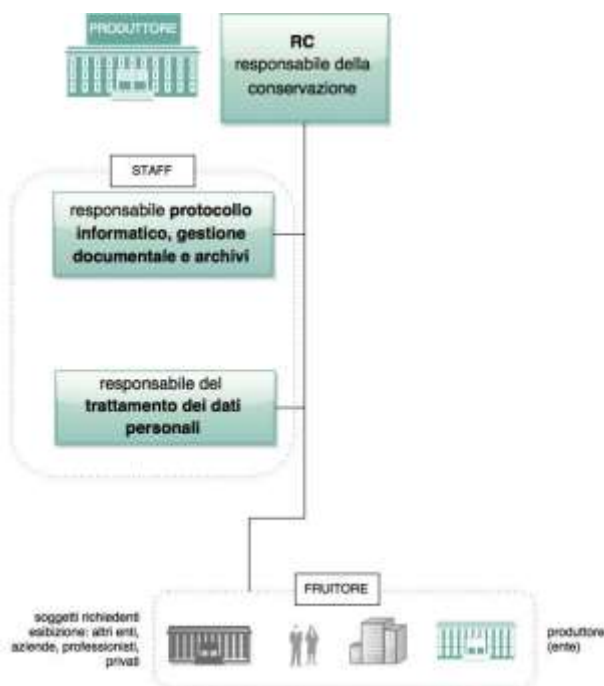 PRODUTTORE
RC
responsabile della
conservazione
STAFF
responsabile protocollo
informatico, gestione
documentale e archivi
responsabile del
trattamento dei dati
personali
FRUITORE
soggetti richiedenti
esibizione: altri enti,
aziende, professionisti,
privati
produttore
(ente)